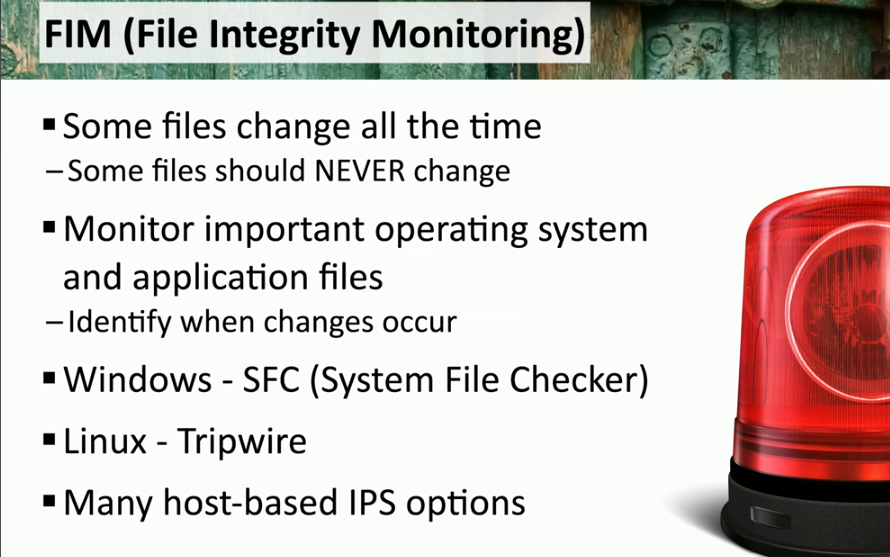 FIM (File Integrity Monitoring)
▪ Some files change all the time
– Some files should NEVER change
▪ Monitor important operating system
and application files
– Identify when changes occur
▪ Windows - SFC (System File Checker)
▪ Linux - Tripwire
▪ Many host-based IPS options